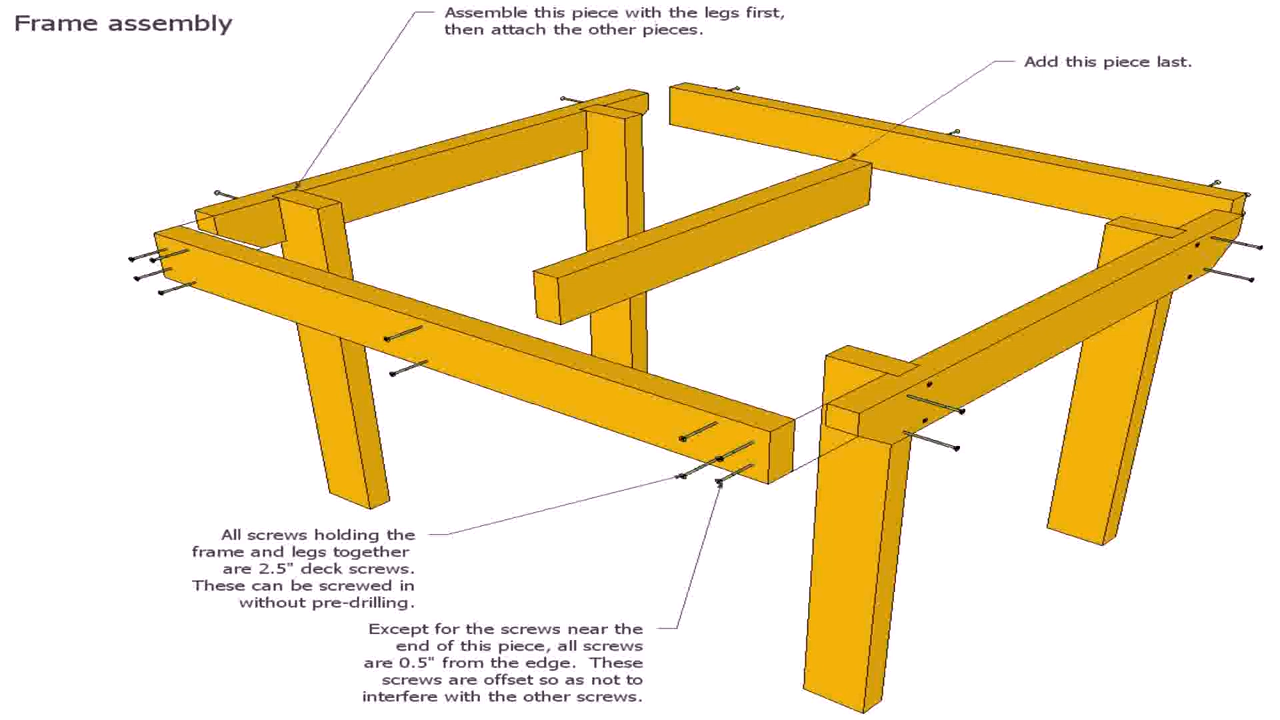 Frame assembly
Assemble this piece with the legs first,
then attach the other pieces.
Add this piece last.
All screws holding the
frame and legs together
are 2.5" deck screws.
These can be screwed in
without pre-drilling.
Except for the screws near the
end of this piece, all screws
are 0.5" from the edge. These
screws are offset so as not to
interfere with the other screws.